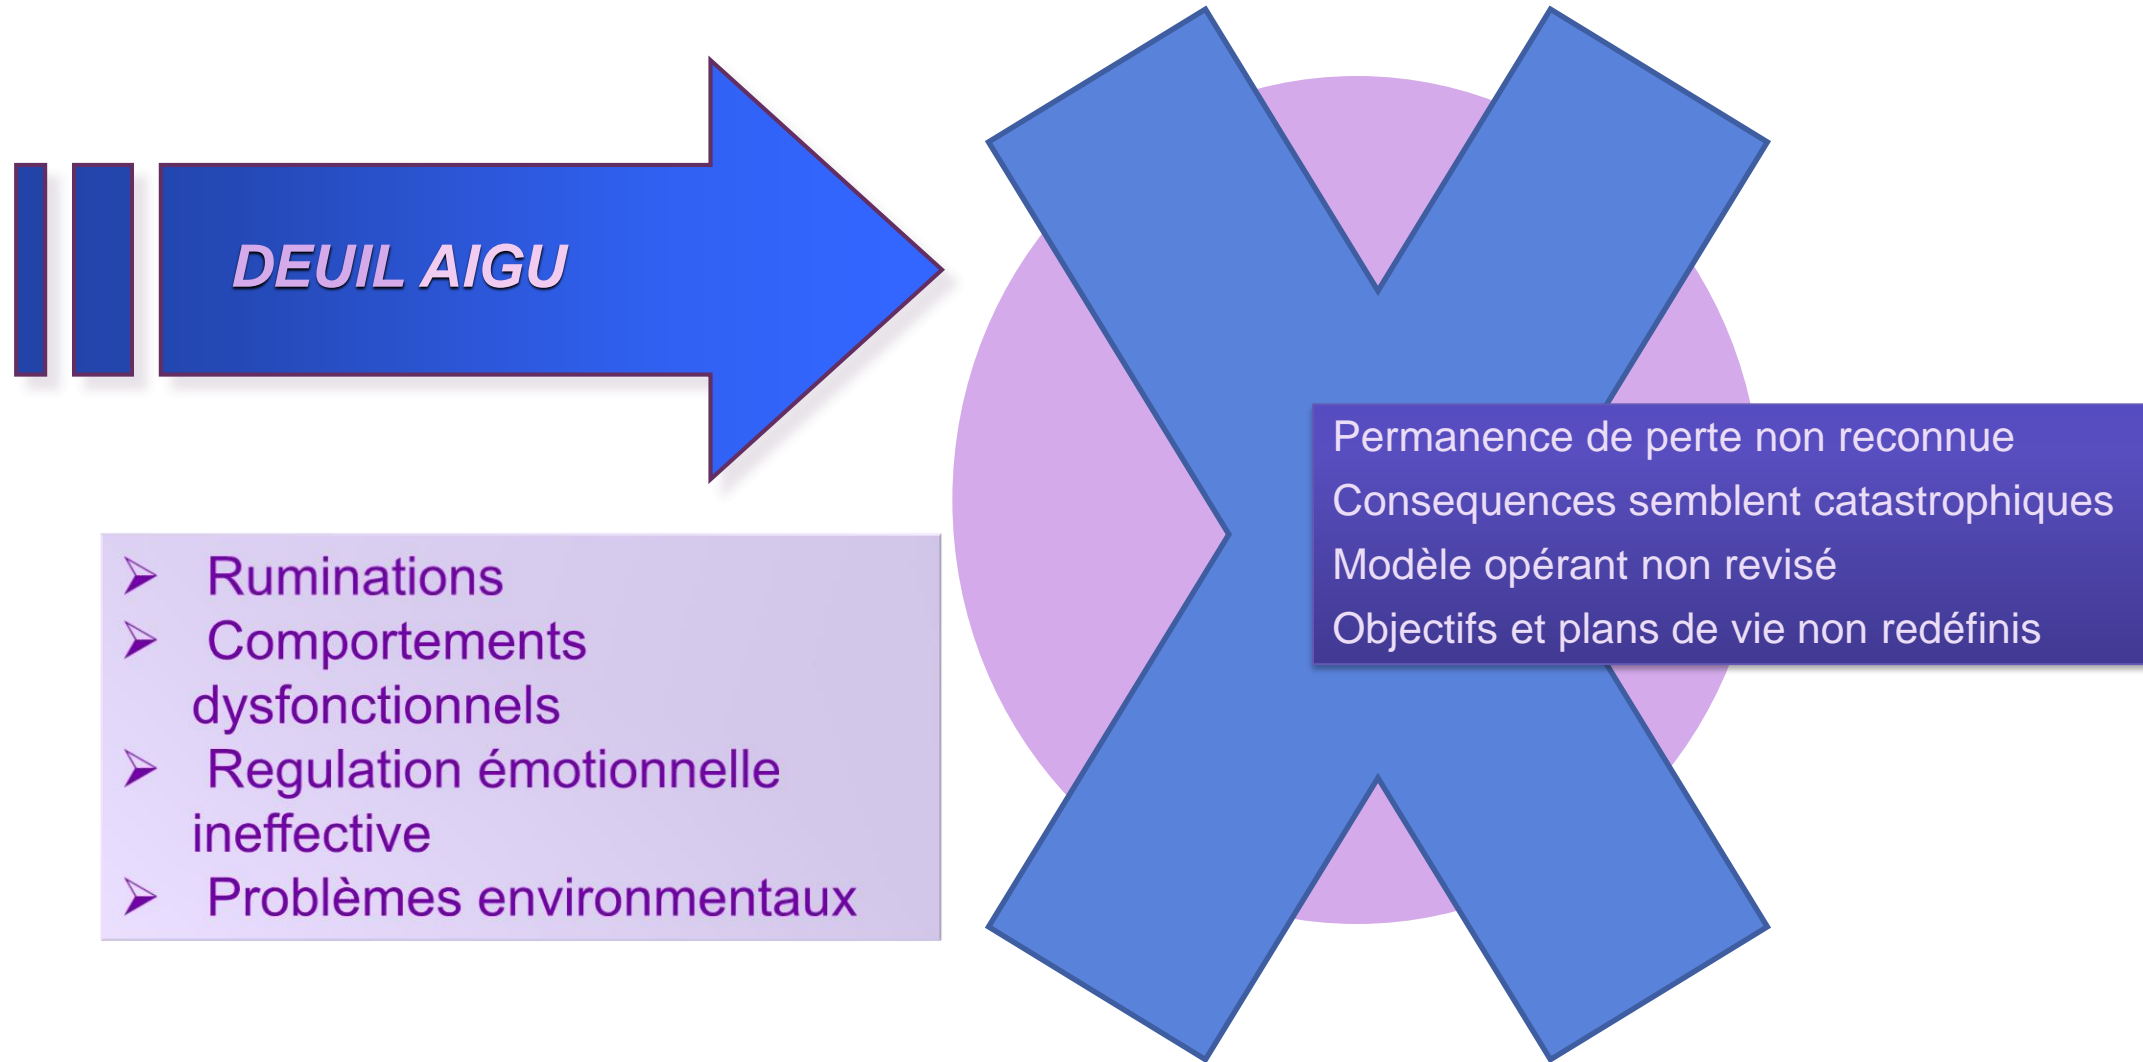 DEUIL AIGU
➢ Ruminations
➢ Comportements
dysfonctionnels
➢ Regulation émotionnelle
ineffective
➢ Problèmes environmentaux
Permanence de perte non reconnue
Consequences semblent catastrophiques
Modèle opérant non revisé
Objectifs et plans de vie non redéfinis